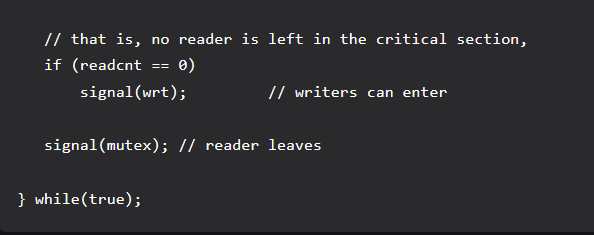 // that is, no reader is left in the critical section,
if (readcnt == 0)
signal(wrt);         // writers can enter
signal(mutex); // reader leaves
} while(true);